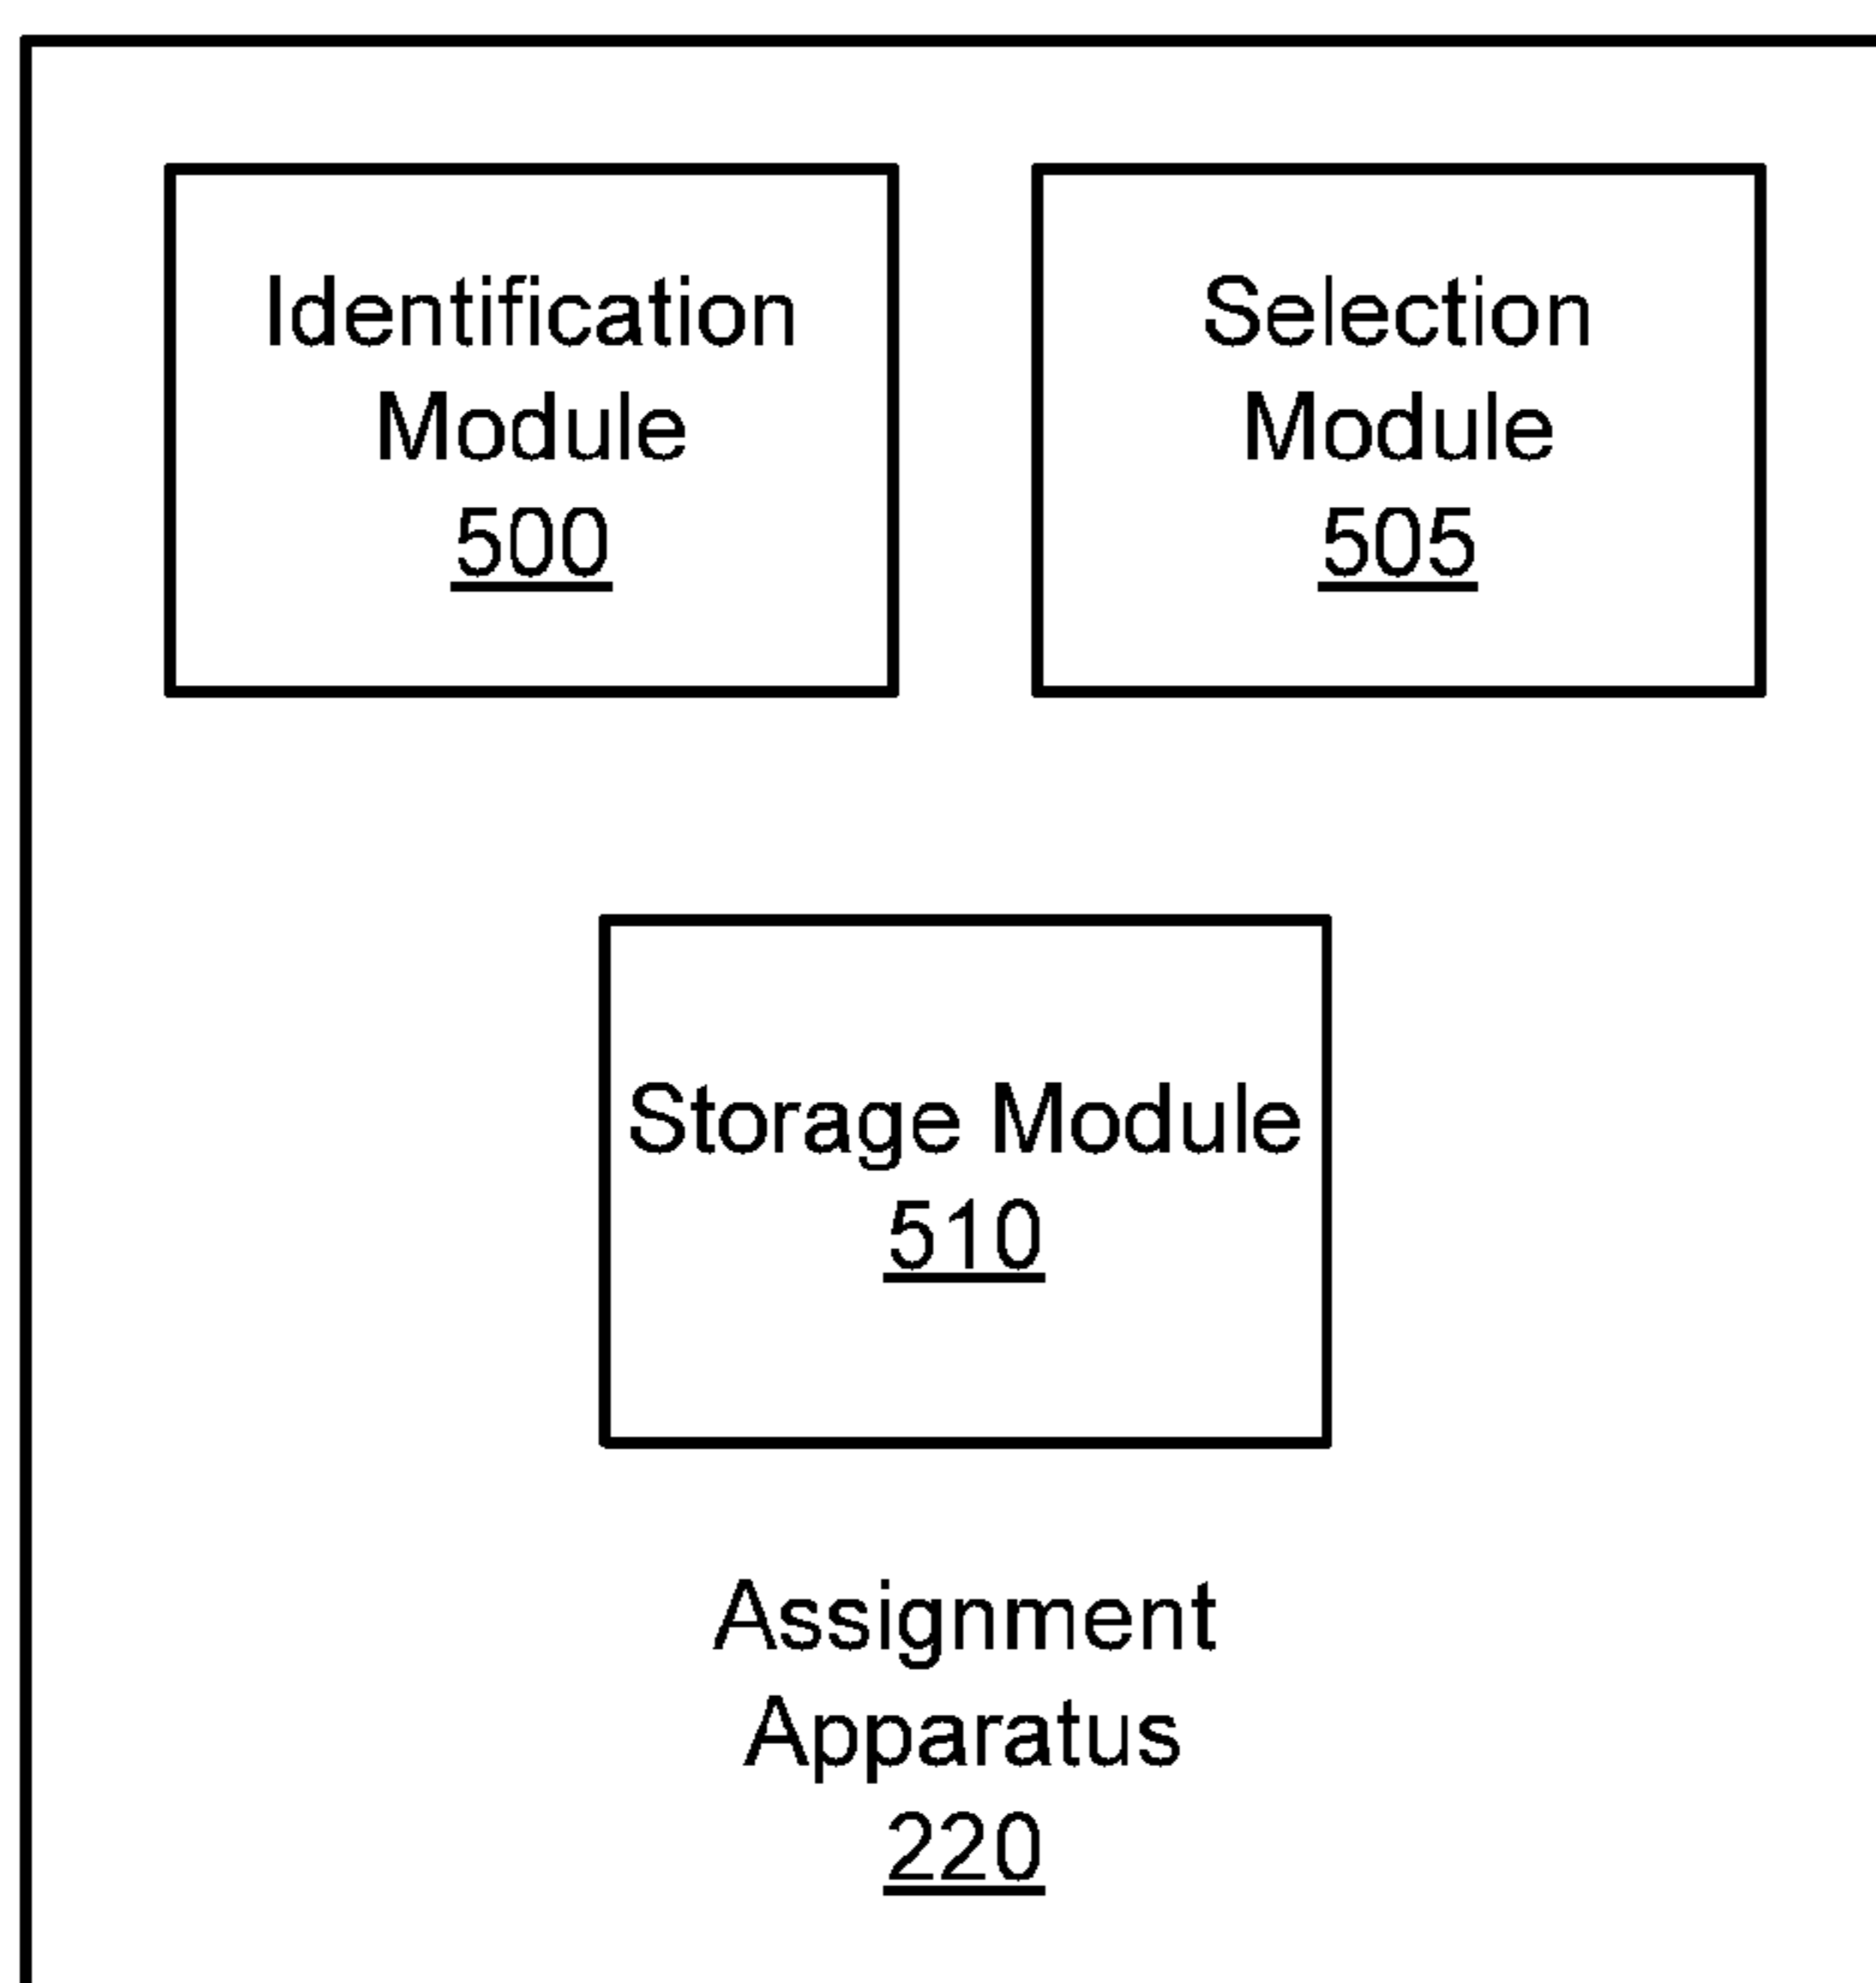 Identification
Module
500
Selection
Module
505
Storage Module
510
Assignment
Apparatus
220